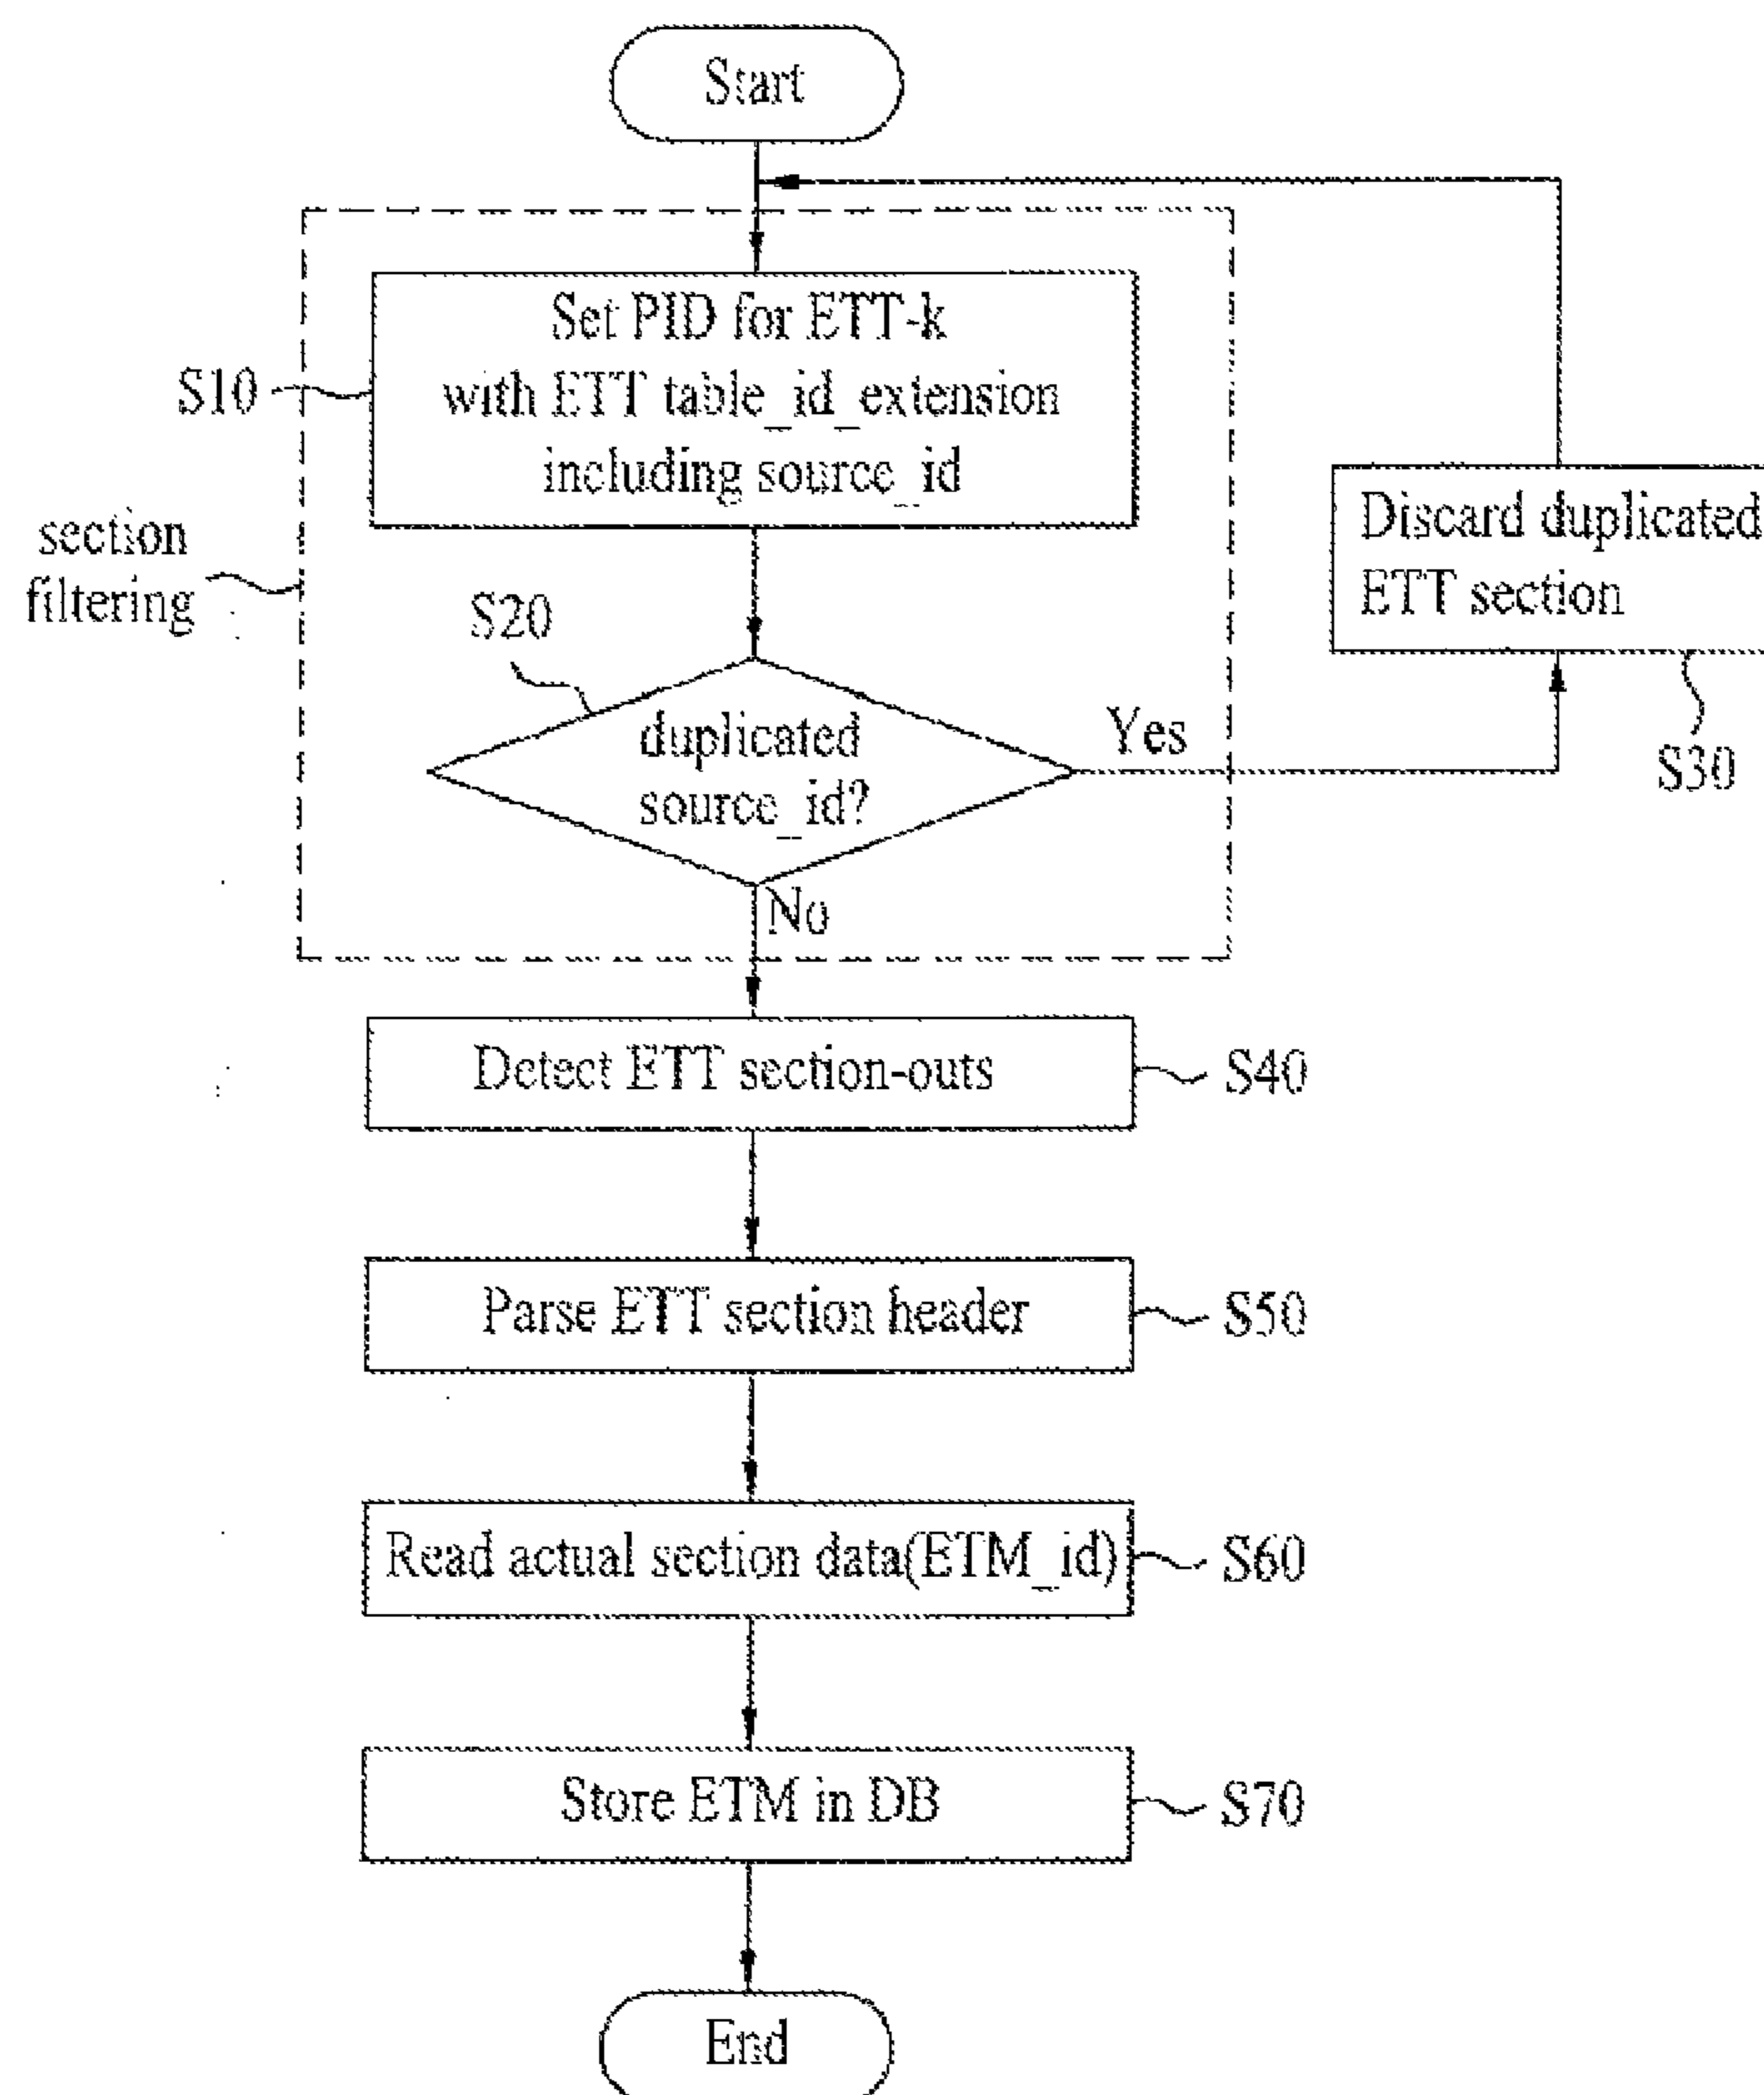 Start
Set PID for ETT-k
with ETT table_id_extension
including source_id
S10
section
filtering
Discard duplicated
ETT section
S30
S20
duplicated
source_id?
Yes
No
Detect ETT section-outs
S40
Parse ETT section header
S50
Read actual section data(ETM_id)
S60
Store ETM in DB
S70
End